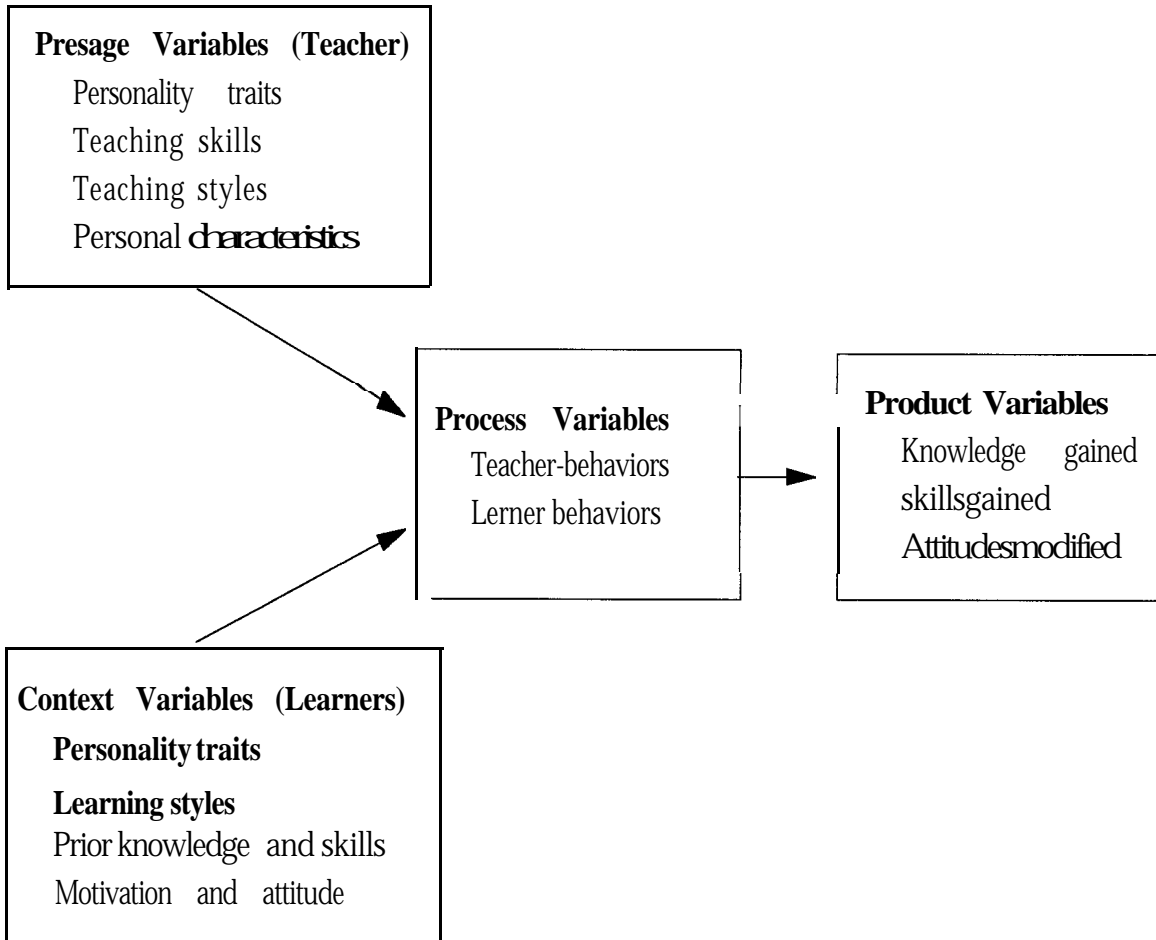 Presage Variables (Teacher)
Personality traits
Teaching skills
Teaching styles
Personal characteristics
Process Variables
Teacher-behaviors
Lerner behaviors
Product Variables
Knowledge gained
skillsgained
Attitudesmodified
Context Variables (Learners)
Personality traits
Learning styles
Prior knowledge and skills
Motivation and attitude